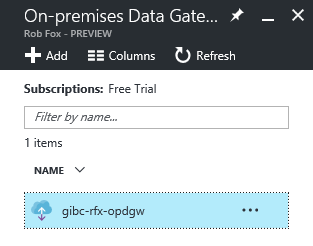 On-premises Data Gate...
Rob Fox - PREVIEW
Add Columns Refresh
Subscriptions: Free Trial
Filter by name...
1 items
NAME
gibc-rfx-opdgw